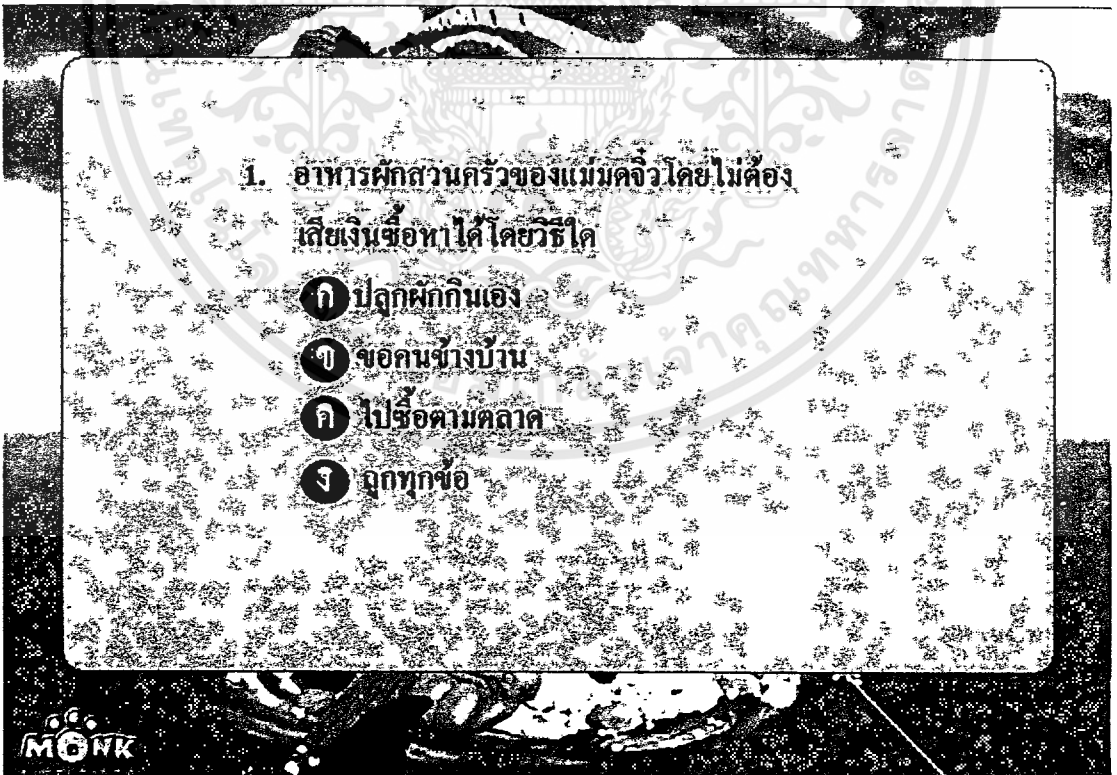 1. อาหารผักสวนครัวของแม่มดจิ๋วโดยไม่ต้อง
เสียเงินซื้อหาได้โดยวิธีใด
ก ปลูกผักกินเอง
ข ขอคนข้างบ้าน
ค ไปซื้อตามตลาด
ง ถูกทุกข้อ
MONK